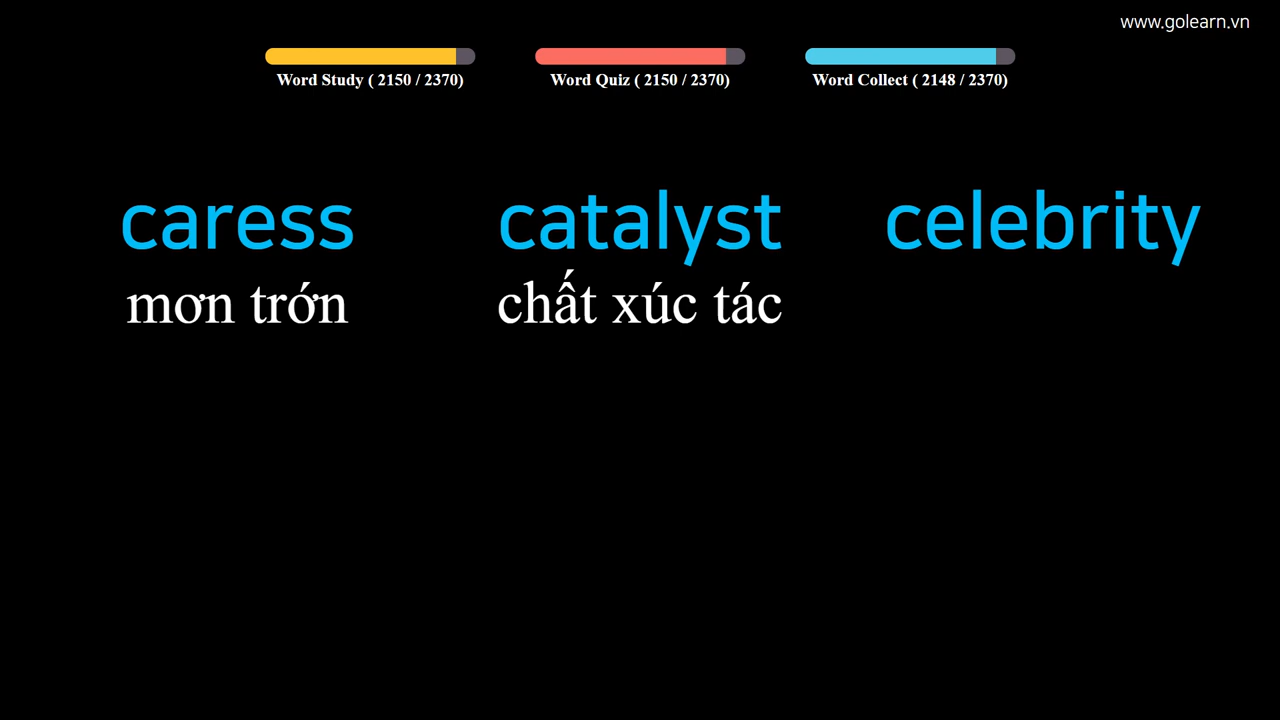 www.golearn.vn
Word Study ( 2150 / 2370)
Word Quiz ( 2150 / 2370)
Word Collect ( 2148 / 2370)
caress
mơn trớn
catalyst
chất xúc tác
celebrity